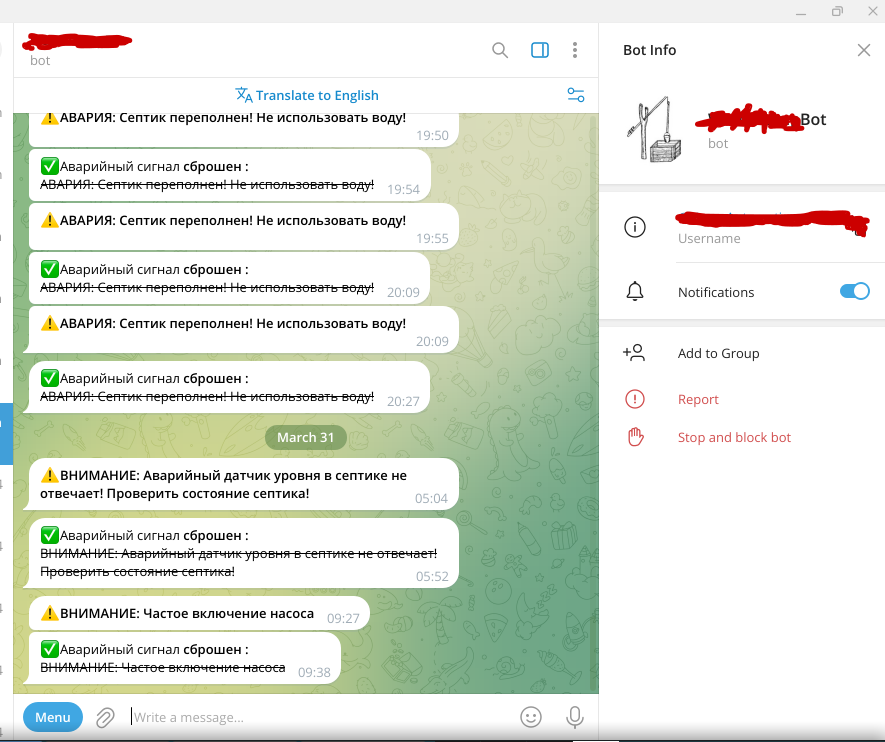 bot
Translate to English
⚠️АВАРИЯ: Септик переполнен! Не использовать воду!
19:50
✅Аварийный сигнал сброшен :
АВАРИЯ: Септик переполнен! Не использовать воду!
19:54
⚠️АВАРИЯ: Септик переполнен! Не использовать воду!
19:55
✅Аварийный сигнал сброшен :
АВАРИЯ: Септик переполнен! Не использовать воду!
20:09
⚠️АВАРИЯ: Септик переполнен! Не использовать воду!
20:09
✅Аварийный сигнал сброшен :
АВАРИЯ: Септик переполнен! Не использовать воду!
20:27
March 31
⚠️ВНИМАНИЕ: Аварийный датчик уровня в септике не
отвечает! Проверить состояние септика!
05:04
✅Аварийный сигнал сброшен :
ВНИМАНИЕ: Аварийный датчик уровня в септике не отвечает!
Проверить состояние септика!
05:52
⚠️ВНИМАНИЕ: Частое включение насоса
09:27
✅Аварийный сигнал сброшен :
ВНИМАНИЕ: Частое включение насоса
09:38
Menu
Write a message...
Bot Info
Bot
bot
Username
Notifications
Add to Group
Report
Stop and block bot